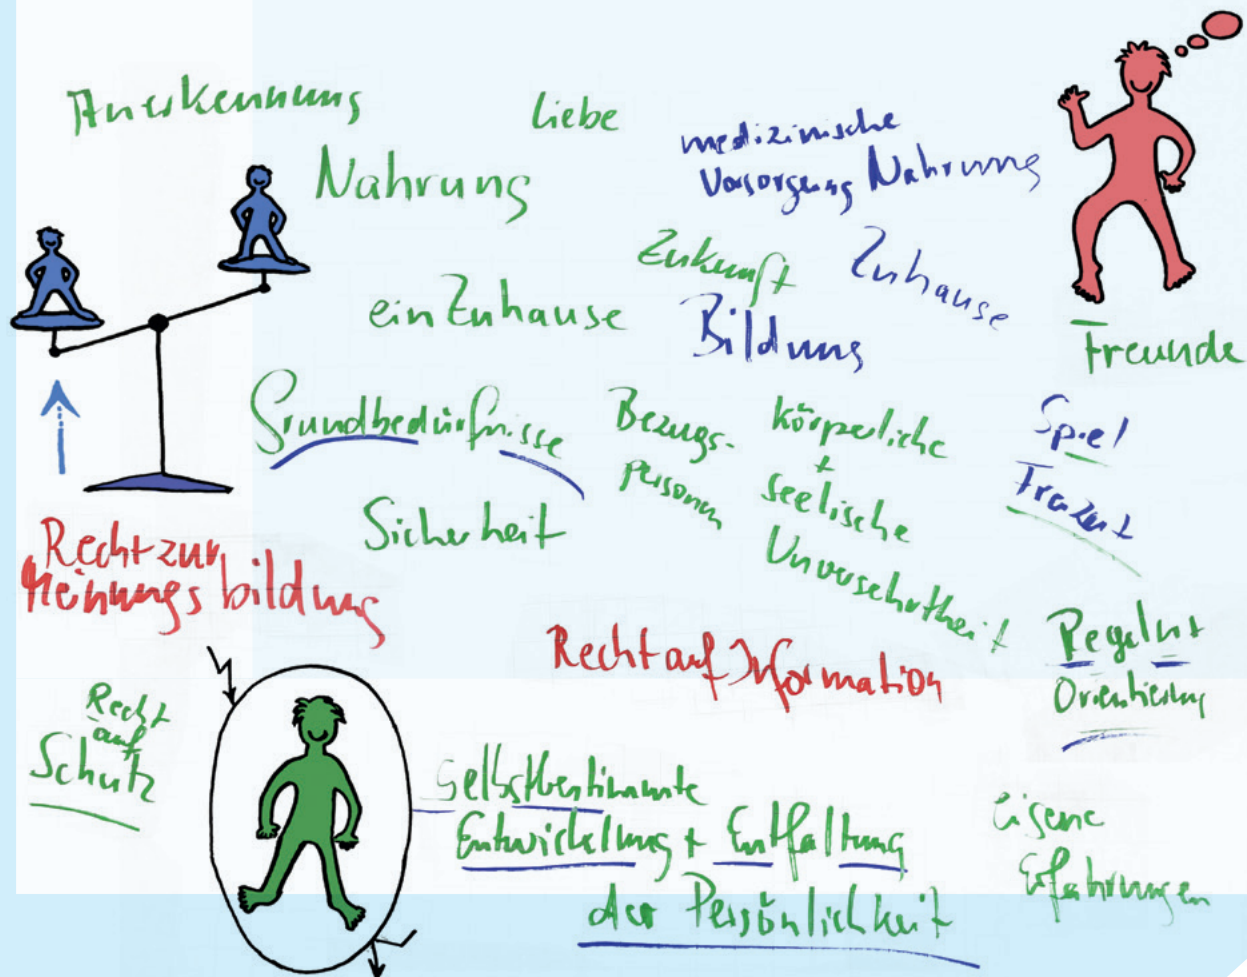 Anerkennung
Liebe
medizinische
Vorsorgung Nahrung
Nahrung
Zukunft
Zuhause
ein Zuhause
Bildung
Freunde
Grundbedürfnisse
Bezugs-
personen
körperliche
+
seelische
Unversehrtheit
Spiel
Freizeit
Sicherheit
Recht zur
Meinungsbildung
Recht auf Information
Regeln +
Orientierung
Recht
auf
Schutz
Selbstbestimmte
Entwicklung + Entfaltung
der Persönlichkeit
eigene
Erfahrungen